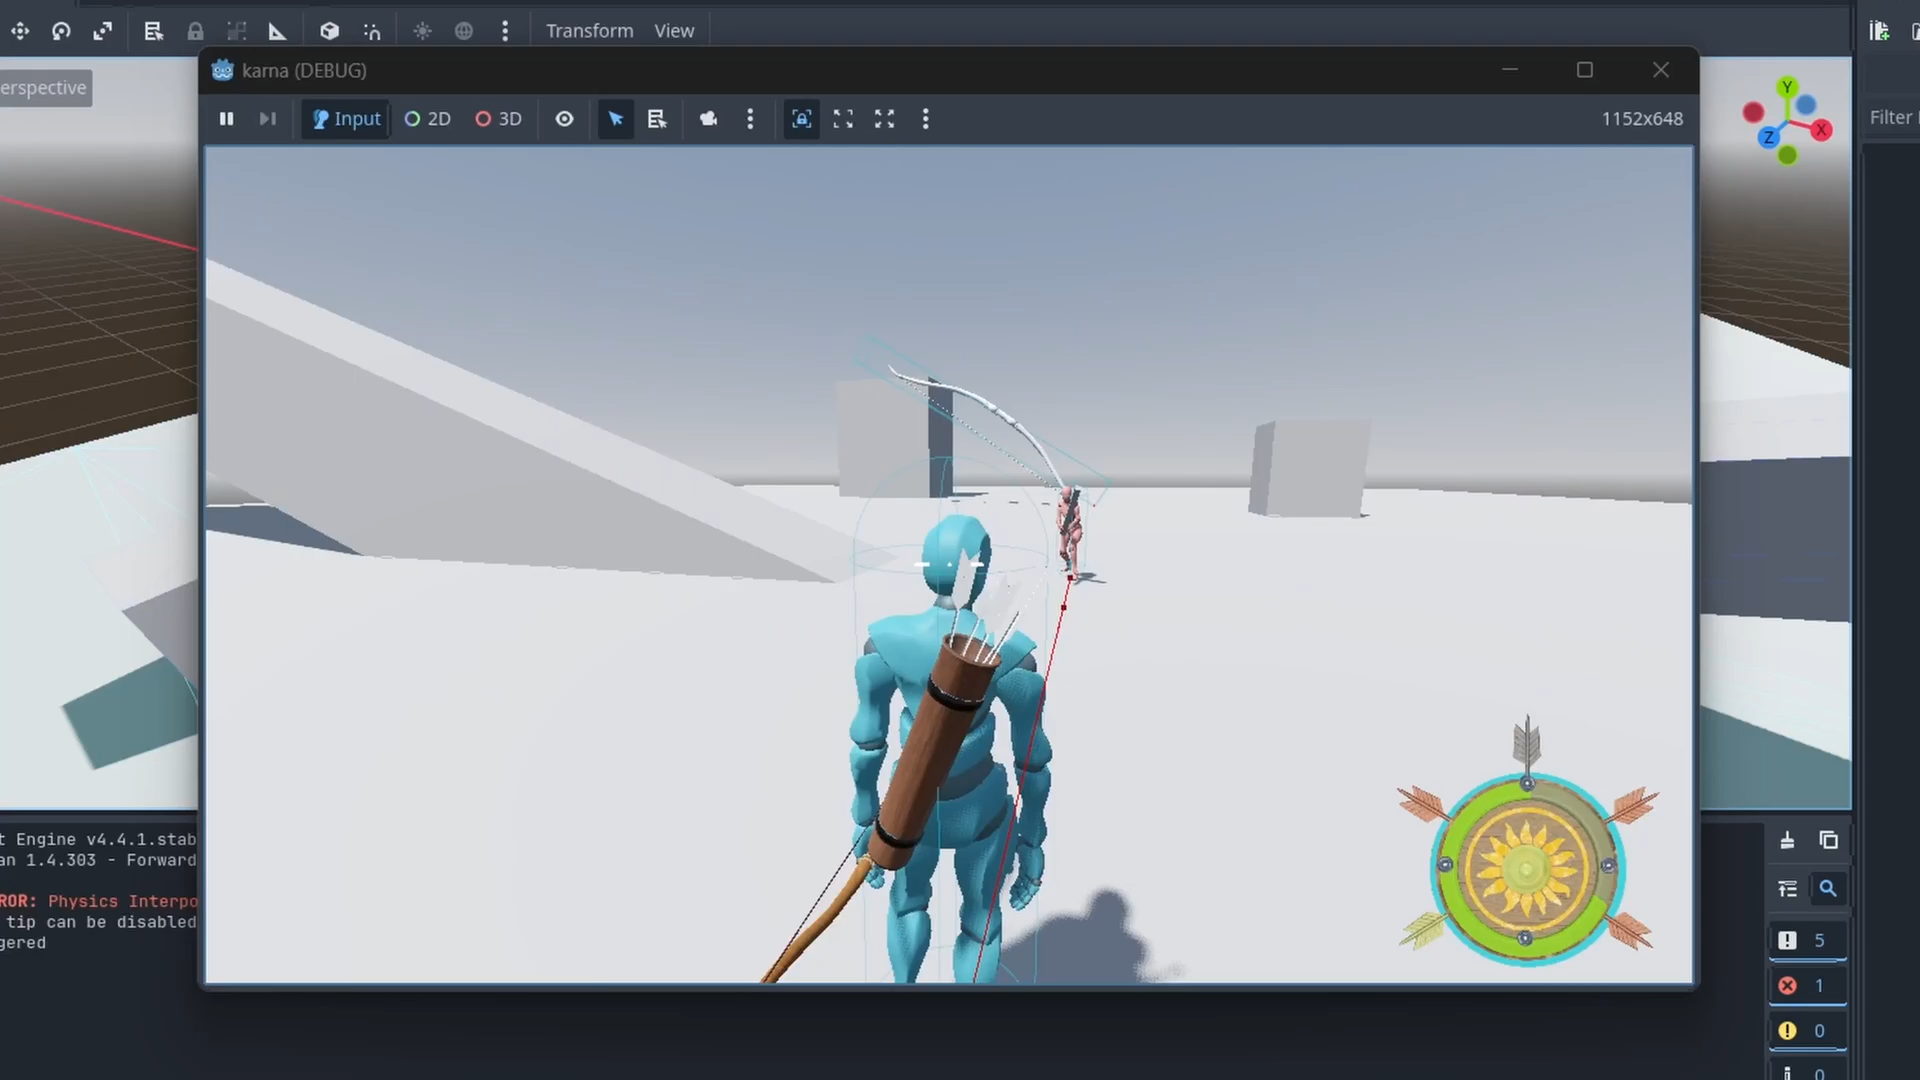 Transform View
karna (DEBUG)
erspective
Input 2D 3D
1152x648
Y
X
Z
Filter
t Engine v4.4.1.stab
an 1.4.303 - Forward
ROR: Physics Interpo
tip can be disabled
gered
5
1
0
0